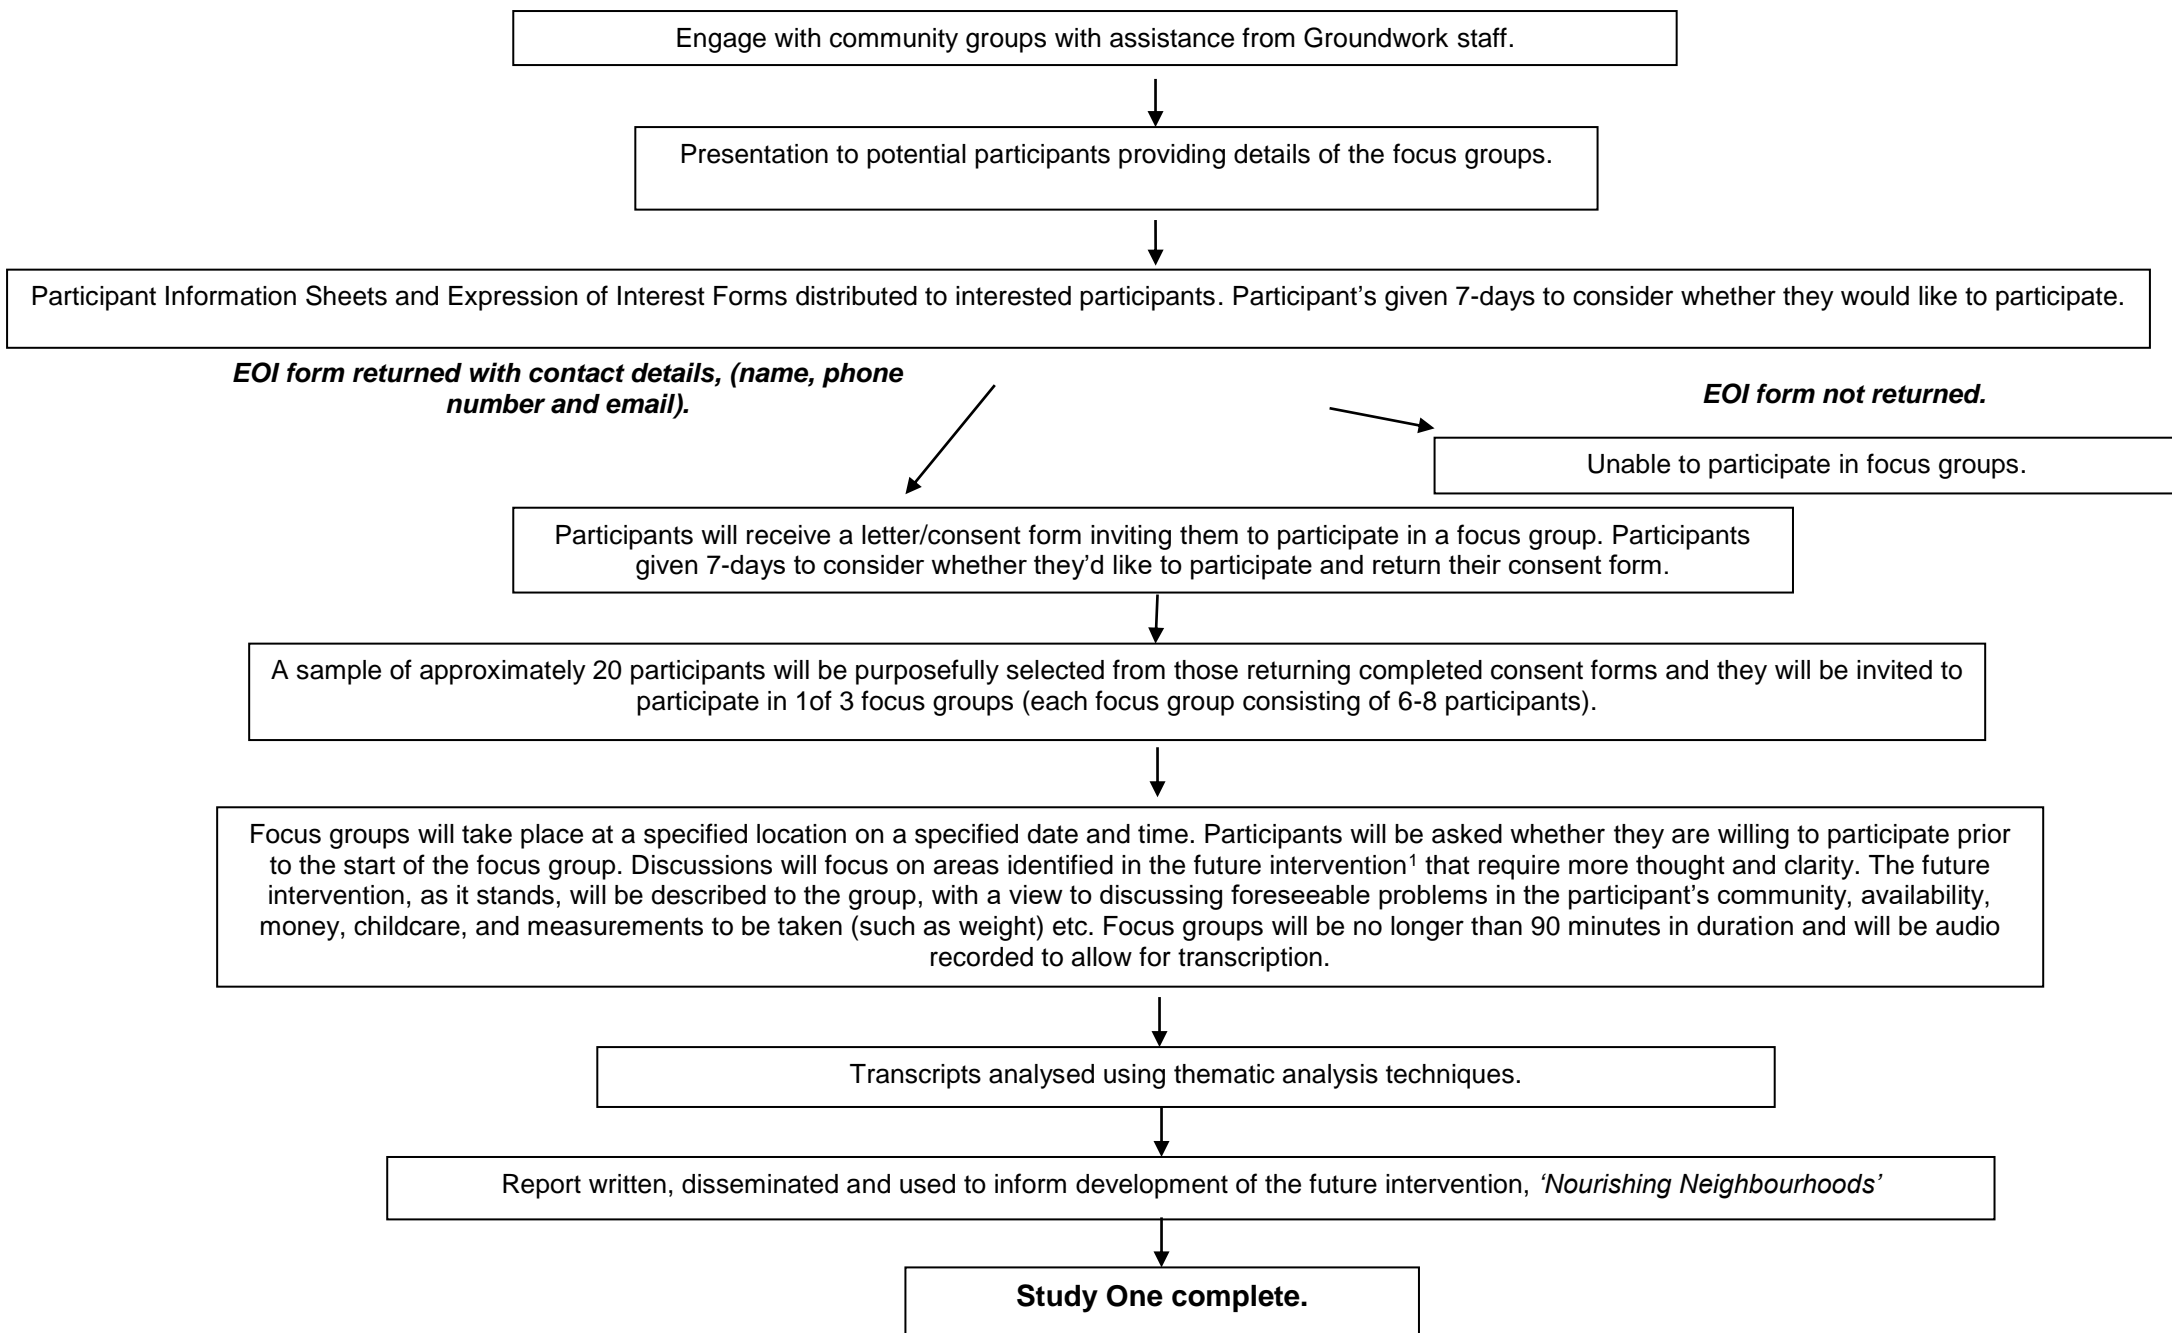 Engage with community groups with assistance from Groundwork staff.
Presentation to potential participants providing details of the focus groups.
Participant Information Sheets and Expression of Interest Forms distributed to interested participants. Participant’s given 7-days to consider whether they would like to participate.
EOI form returned with contact details, (name, phone
number and email).
EOI form not returned.
Unable to participate in focus groups.
Participants will receive a letter/consent form inviting them to participate in a focus group. Participants
given 7-days to consider whether they’d like to participate and return their consent form.
A sample of approximately 20 participants will be purposefully selected from those returning completed consent forms and they will be invited to
participate in 1of 3 focus groups (each focus group consisting of 6-8 participants).
Focus groups will take place at a specified location on a specified date and time. Participants will be asked whether they are willing to participate prior
to the start of the focus group. Discussions will focus on areas identified in the future intervention¹ that require more thought and clarity. The future
intervention, as it stands, will be described to the group, with a view to discussing foreseeable problems in the participant’s community, availability,
money, childcare, and measurements to be taken (such as weight) etc. Focus groups will be no longer than 90 minutes in duration and will be audio
recorded to allow for transcription.
Transcripts analysed using thematic analysis techniques.
Report written, disseminated and used to inform development of the future intervention, ‘Nourishing Neighbourhoods’
Study One complete.